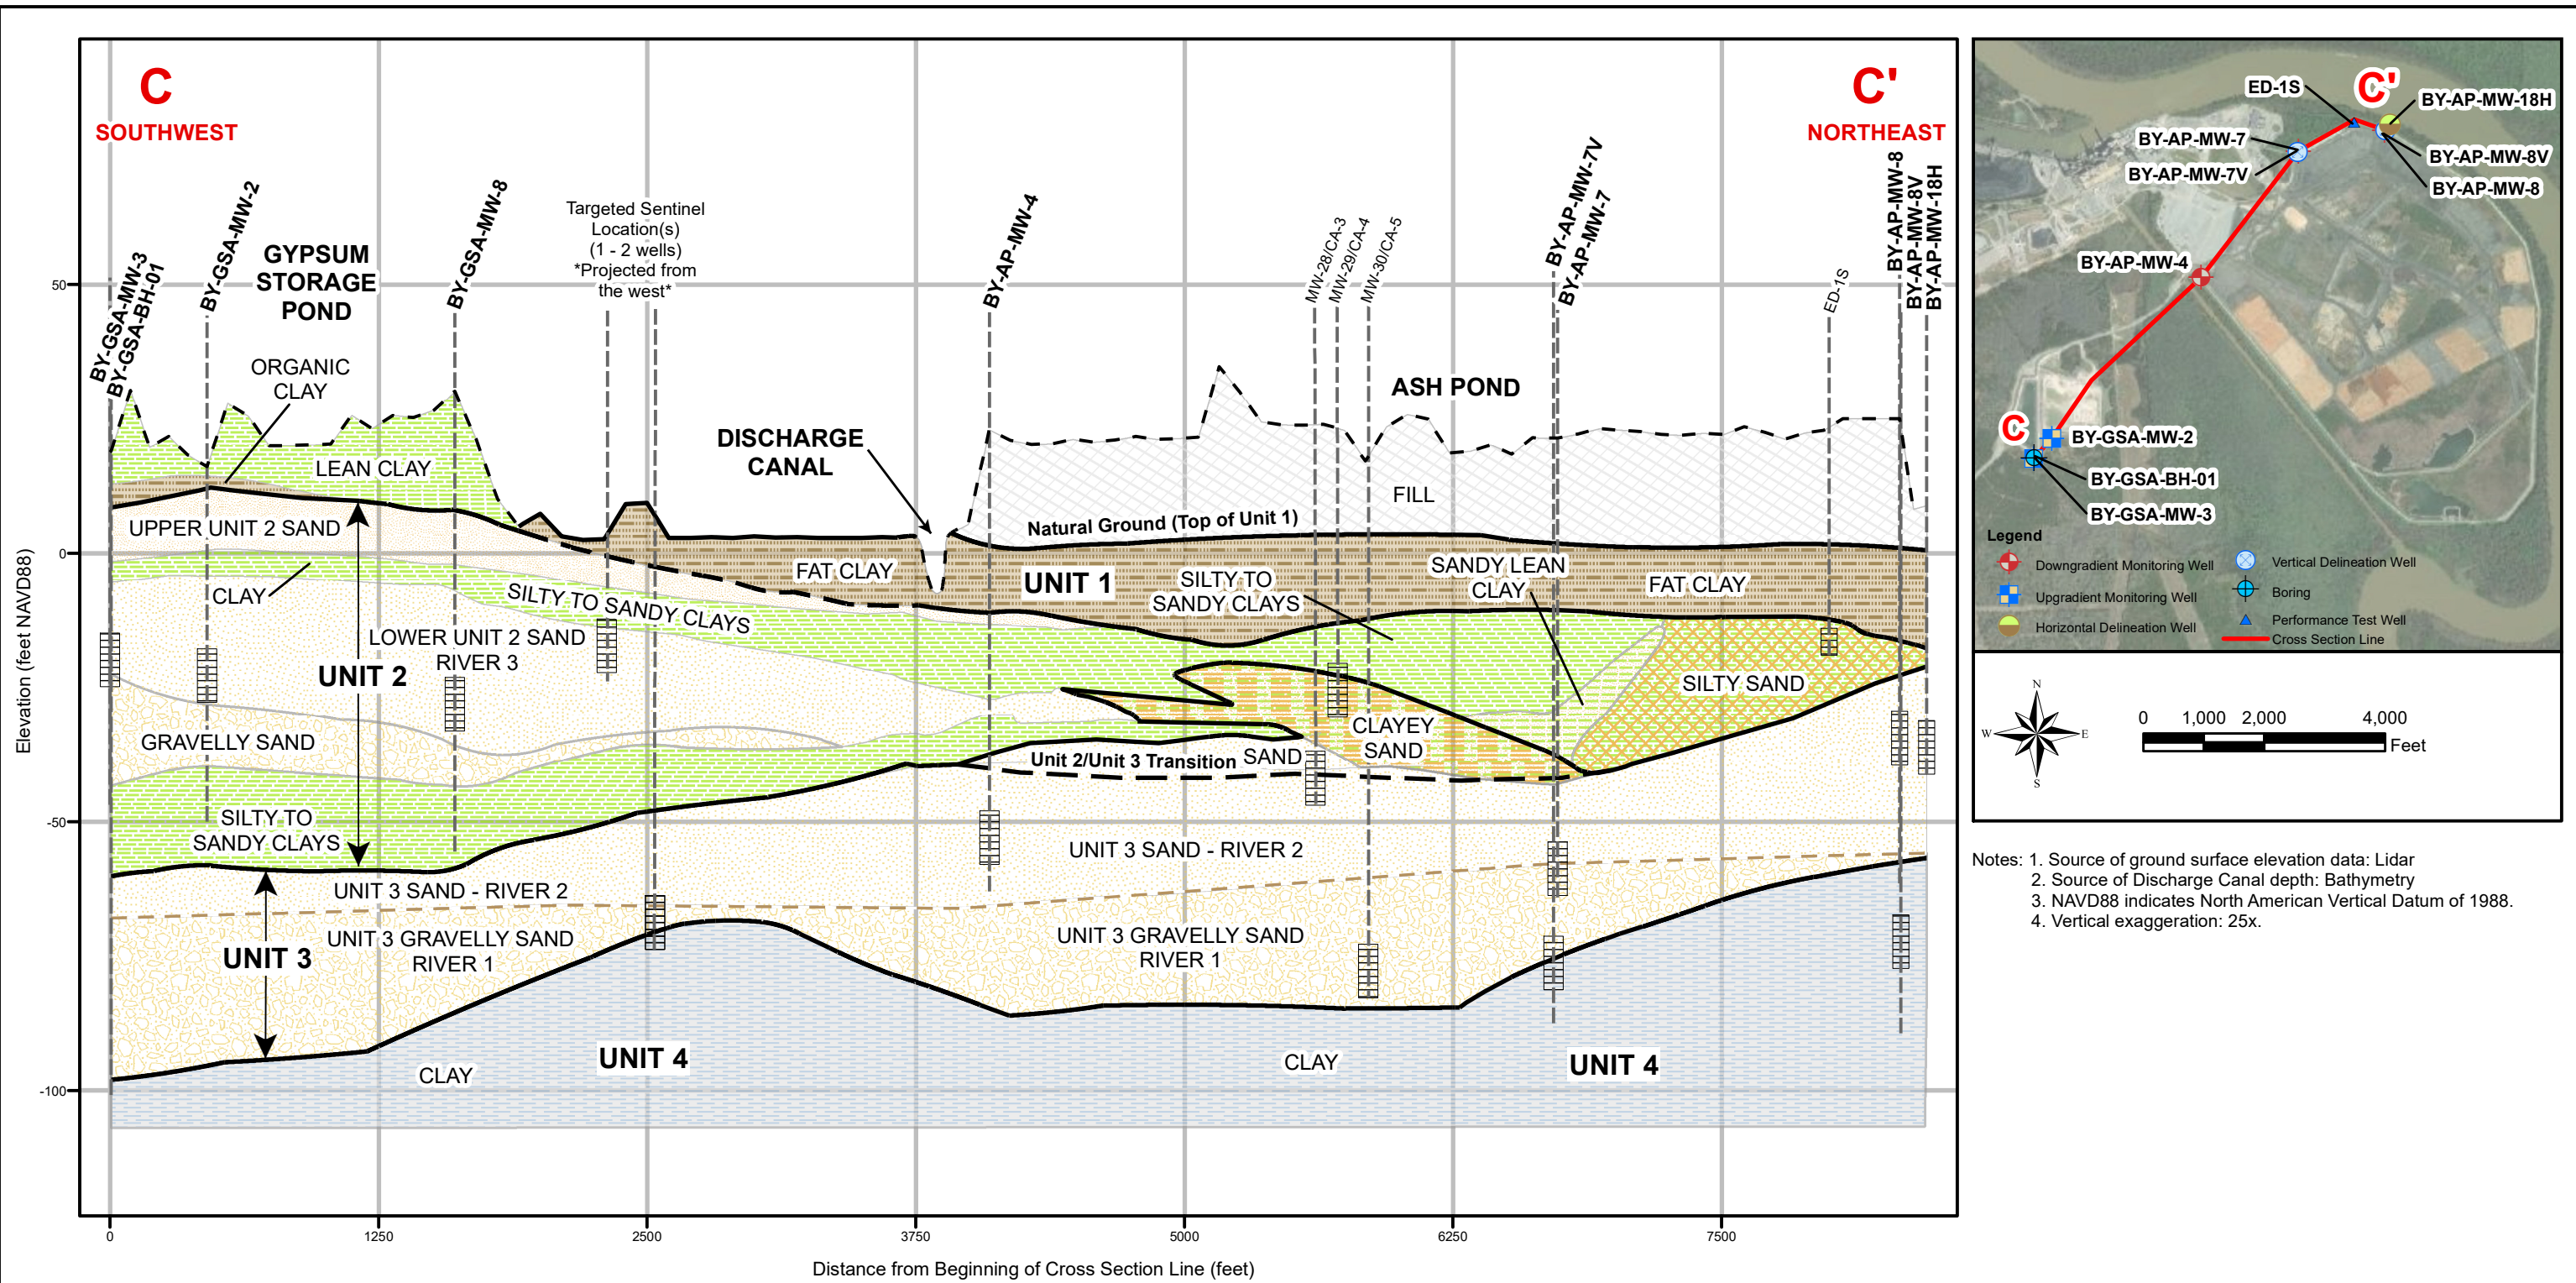 C
SOUTHWEST
C'
NORTHEAST
BY-GSA-MW-3
BY-GSA-BH-01
BY-GSA-MW-2
GYPSUM
STORAGE
POND
BY-GSA-MW-8
Targeted Sentinel
Location(s)
(1 - 2 wells)
*Projected from
the west*
BY-AP-MW-4
MW-28/CA-3
MW-29/CA-4
MW-30/CA-5
BY-AP-MW-7V
BY-AP-MW-7
ED-1S
BY-AP-MW-8
BY-AP-MW-8V
BY-AP-MW-18H
ORGANIC
CLAY
LEAN CLAY
DISCHARGE
CANAL
ASH POND
FILL
Natural Ground (Top of Unit 1)
UPPER UNIT 2 SAND
CLAY
SILTY TO SANDY CLAYS
FAT CLAY
UNIT 1
SILTY TO
SANDY CLAYS
SANDY LEAN
CLAY
FAT CLAY
LOWER UNIT 2 SAND
RIVER 3
UNIT 2
SILTY SAND
GRAVELLY SAND
CLAYEY
SAND
Unit 2/Unit 3 Transition
SAND
SILTY TO
SANDY CLAYS
UNIT 3 SAND - RIVER 2
UNIT 3 SAND - RIVER 2
UNIT 3 GRAVELLY SAND
RIVER 1
UNIT 3
UNIT 3 GRAVELLY SAND
RIVER 1
UNIT 4
CLAY
CLAY
UNIT 4
Elevation (feet NAVD88)
50
0
-50
-100
0
1250
2500
3750
5000
6250
7500
Distance from Beginning of Cross Section Line (feet)
ED-1S
C'
BY-AP-MW-18H
BY-AP-MW-7
BY-AP-MW-8V
BY-AP-MW-7V
BY-AP-MW-8
BY-AP-MW-4
C
BY-GSA-MW-2
BY-GSA-BH-01
BY-GSA-MW-3
Legend
Downgradient Monitoring Well
Upgradient Monitoring Well
Horizontal Delineation Well
Vertical Delineation Well
Boring
Performance Test Well
Cross Section Line
N
W
E
S
0 1,000 2,000 4,000
Feet
Notes: 1. Source of ground surface elevation data: Lidar
2. Source of Discharge Canal depth: Bathymetry
3. NAVD88 indicates North American Vertical Datum of 1988.
4. Vertical exaggeration: 25x.